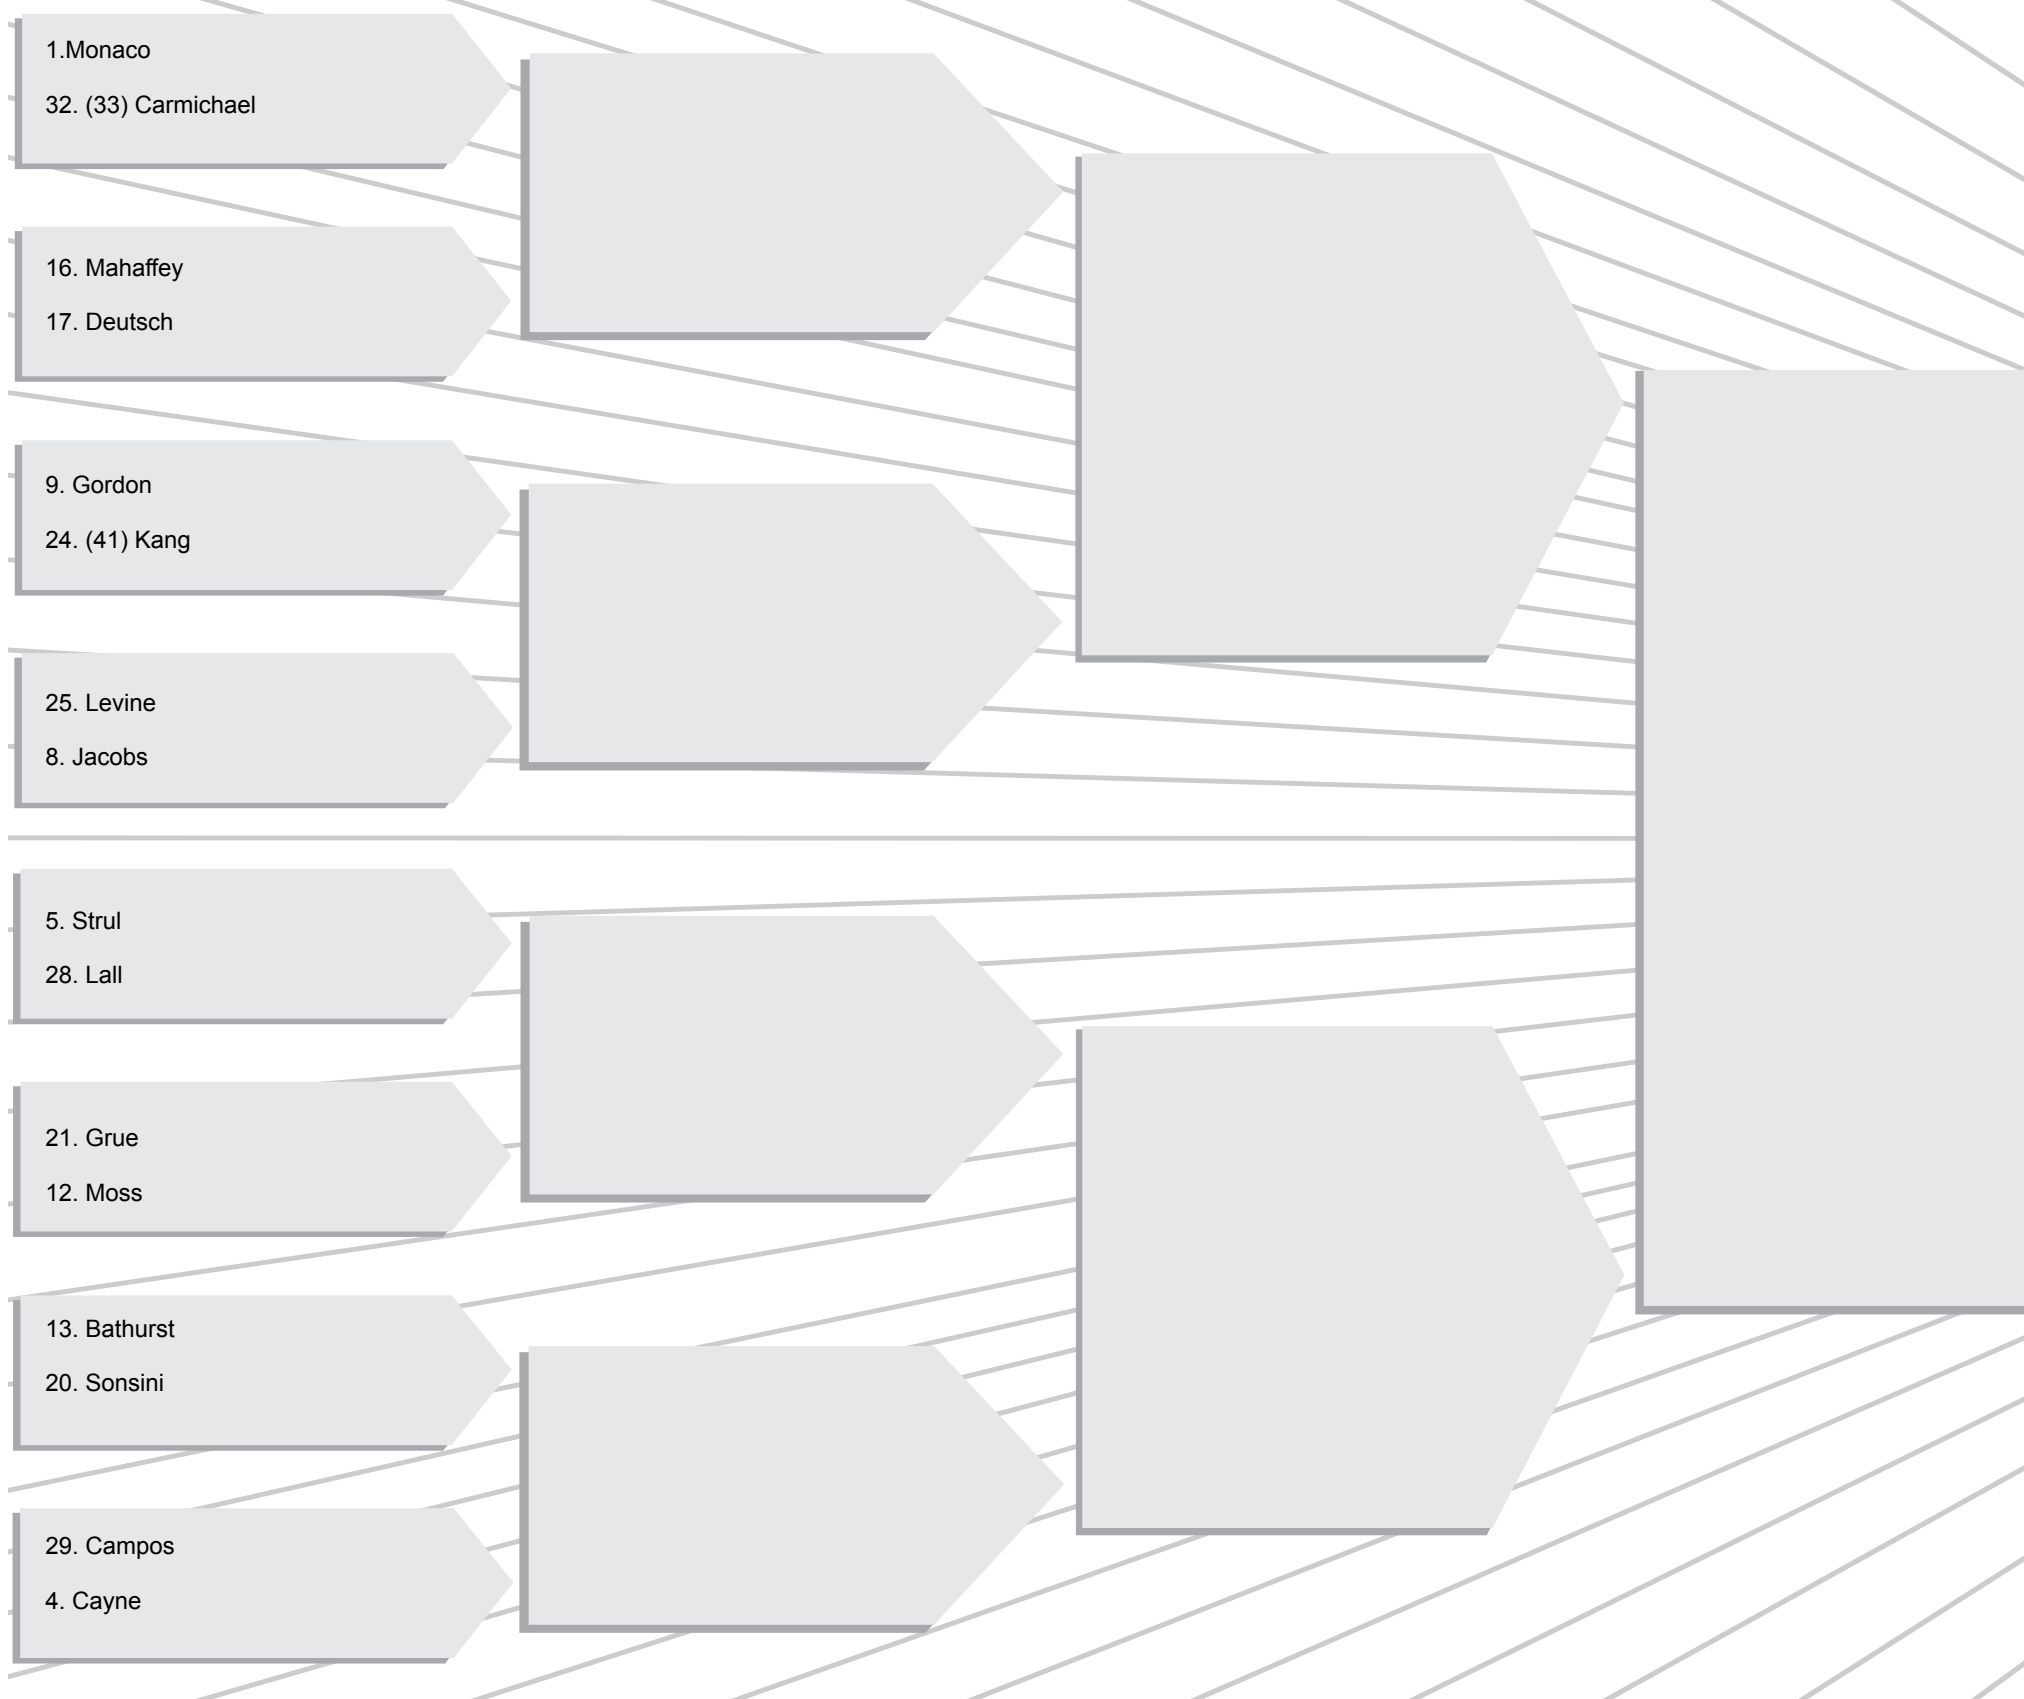 1.Monaco
32. (33) Carmichael
16. Mahaffey
17. Deutsch
9. Gordon
24. (41) Kang
25. Levine
8. Jacobs
5. Strul
28. Lall
21. Grue
12. Moss
13. Bathurst
20. Sonsini
29. Campos
4. Cayne